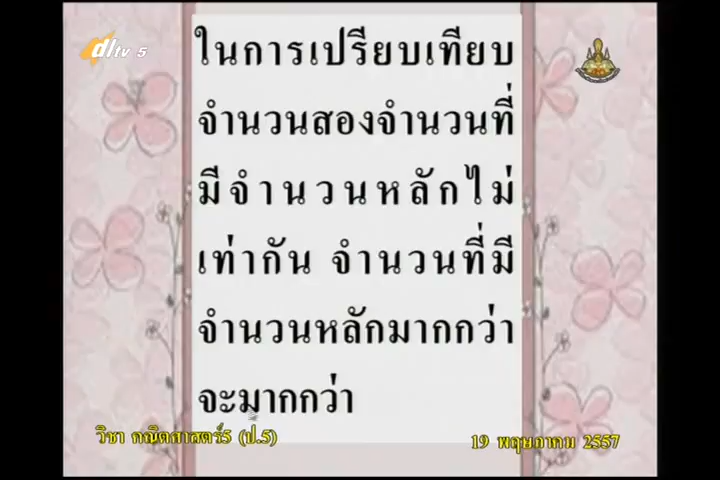 dltv 5
ในการเปรียบเทียบ
จำนวนสองจำนวนที่
มีจำนวนหลักไม่
เท่ากัน จำนวนที่มี
จำนวนหลักมากกว่า
จะมากกว่า
วิชา คณิตศาสตร์5 (ป.5)
19 พฤษภาคม 2557